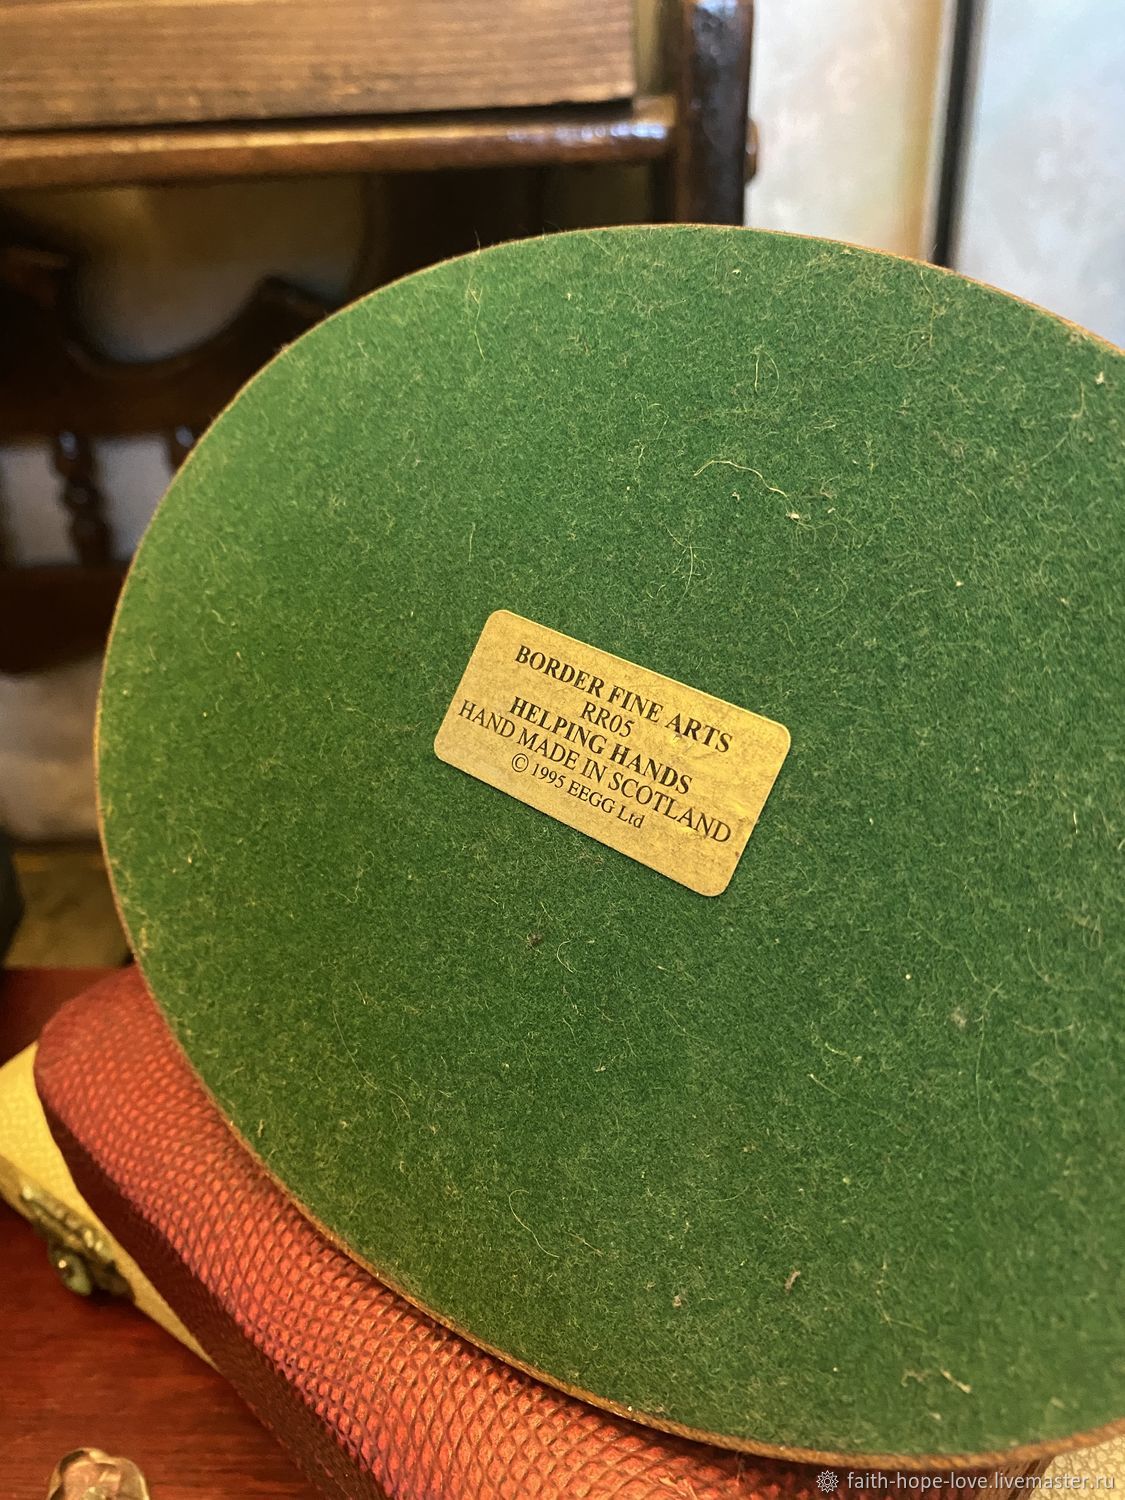 BORDER FINE ARTS
RR05
HELPING HANDS
HAND MADE IN SCOTLAND
© 1995 EEGG Ltd
faith-hope-love.livemaster.ru